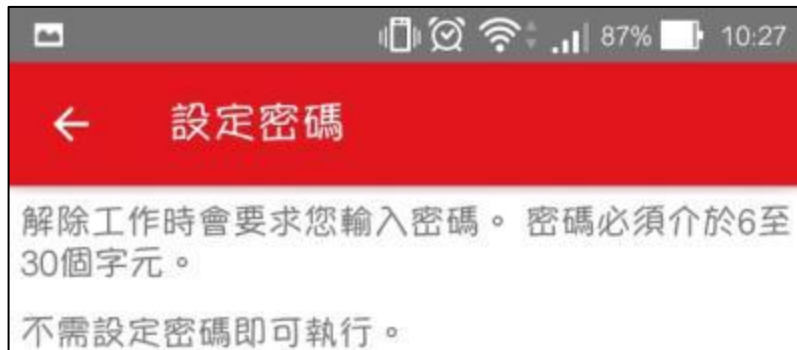 87% 10:27
設定密碼
解除工作時會要求您輸入密碼。 密碼必須介於6至
30個字元。
不需設定密碼即可執行。